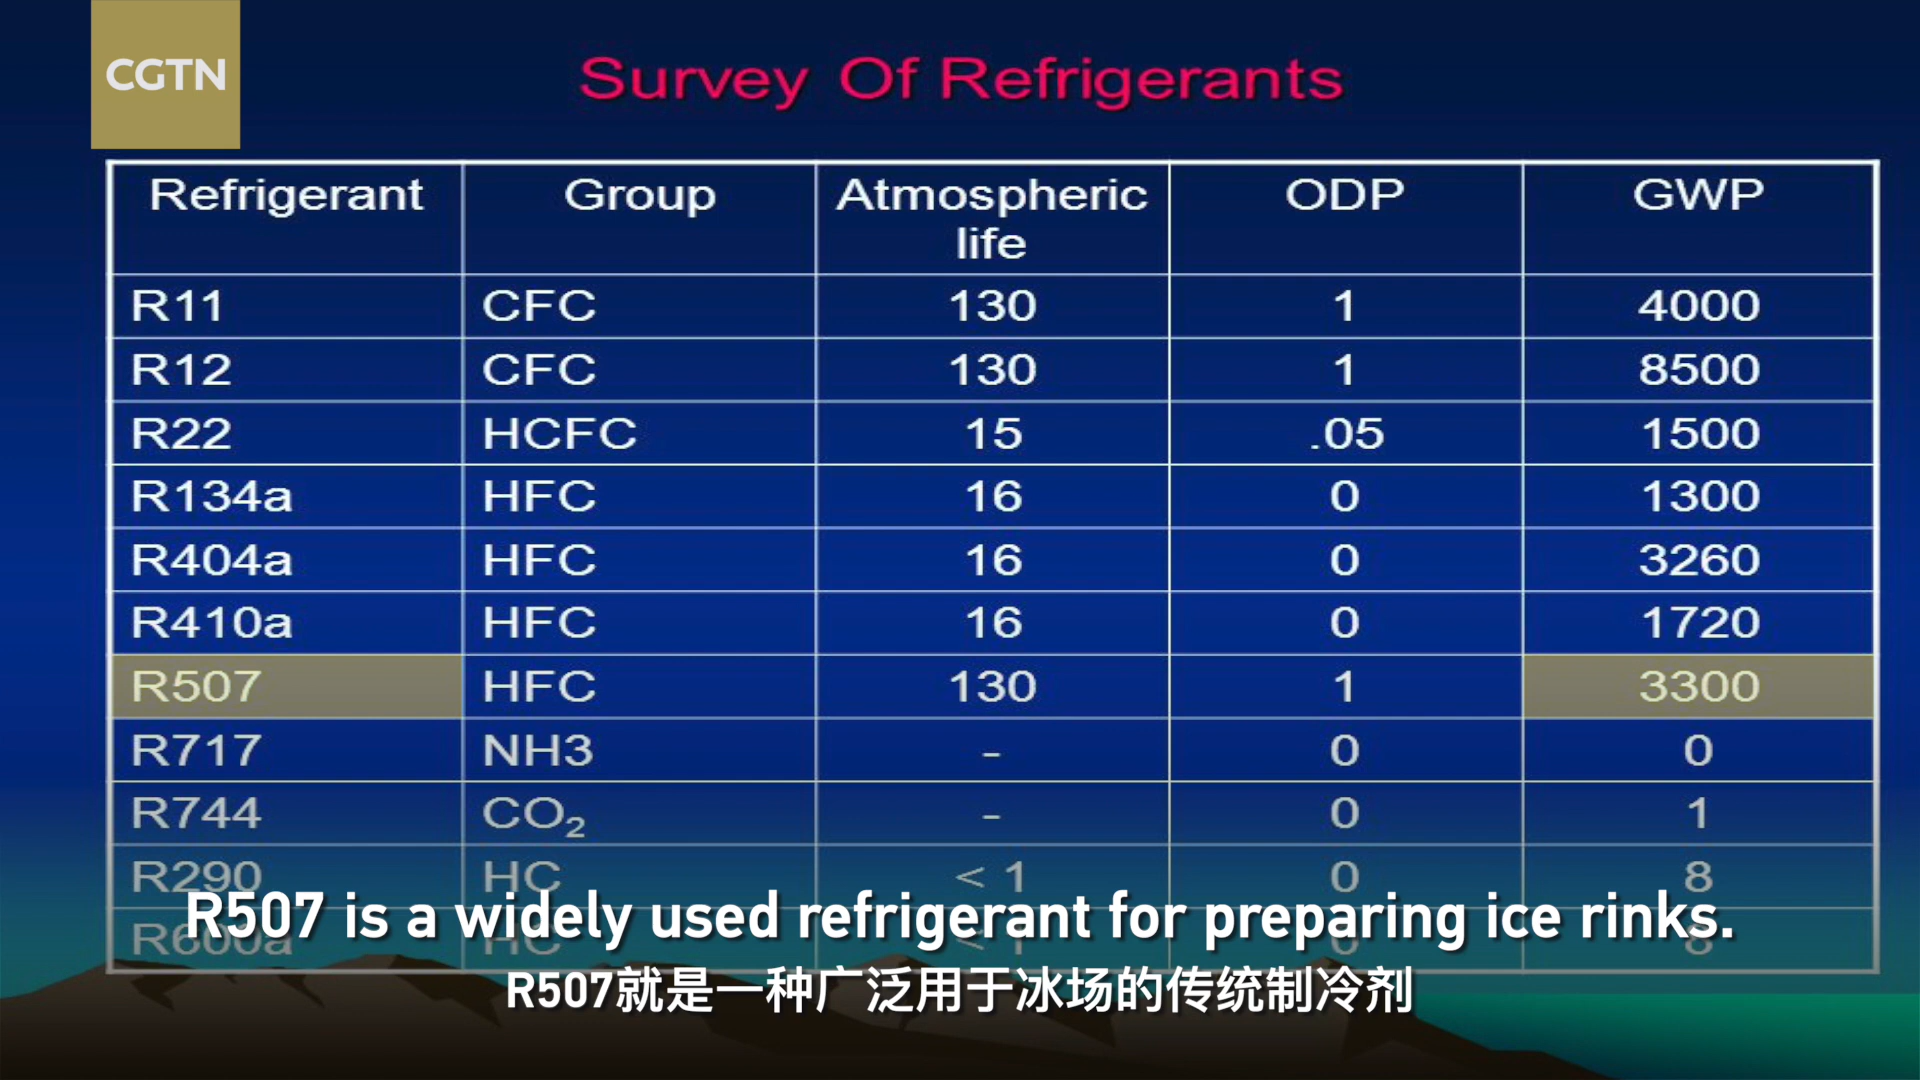 CGTN
Survey Of Refrigerants
Refrigerant Group Atmospheric life ODP GWP
R11 CFC 130 1 4000
R12 CFC 130 1 8500
R22 HCFC 15 .05 1500
R134a HFC 16 0 1300
R404a HFC 16 0 3260
R410a HFC 16 0 1720
R507 HFC 130 1 3300
R717 NH3 - 0 0
R744 CO₂ - 0 1
R290 HC < 1 0 8
R600a HC < 1 0 8
R507 is a widely used refrigerant for preparing ice rinks.
R507就是一种广泛用于冰场的传统制冷剂